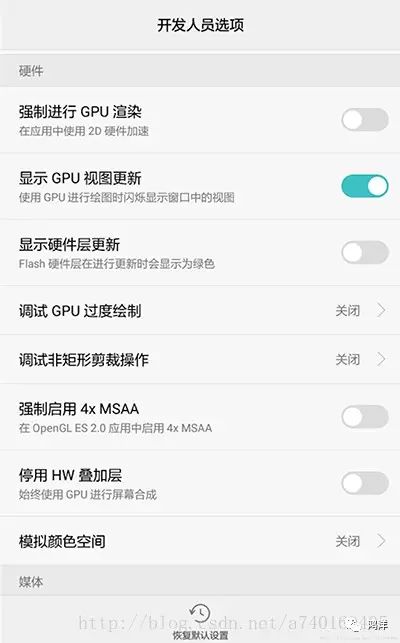 开发人员选项
硬件
强制进行 GPU 渲染
在应用中使用 2D 硬件加速
显示 GPU 视图更新
使用 GPU 进行绘图时闪烁显示窗口中的视图
显示硬件层更新
Flash 硬件层在进行更新时会显示为绿色
调试 GPU 过度绘制 关闭
调试非矩形剪裁操作 关闭
强制启用 4x MSAA
在 OpenGL ES 2.0 应用中启用 4x MSAA
停用 HW 叠加层
始终使用 GPU 进行屏幕合成
模拟颜色空间 关闭
媒体
恢复默认设置
鸿洋